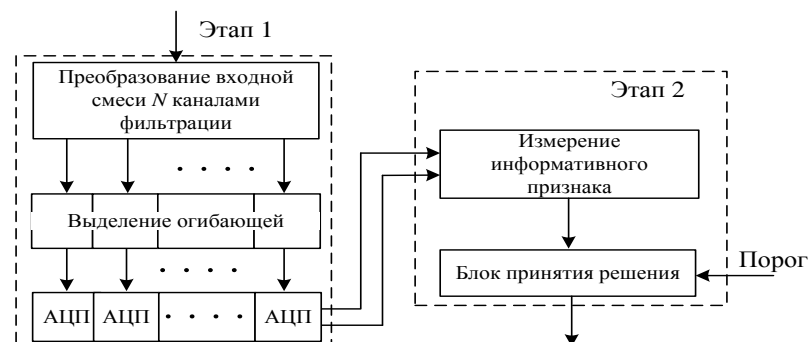 Этап 1
Преобразование входной
смеси N каналами
фильтрации
Выделение огибающей
АЦП АЦП АЦП
Этап 2
Измерение
информативного
признака
Блок принятия решения
Порог